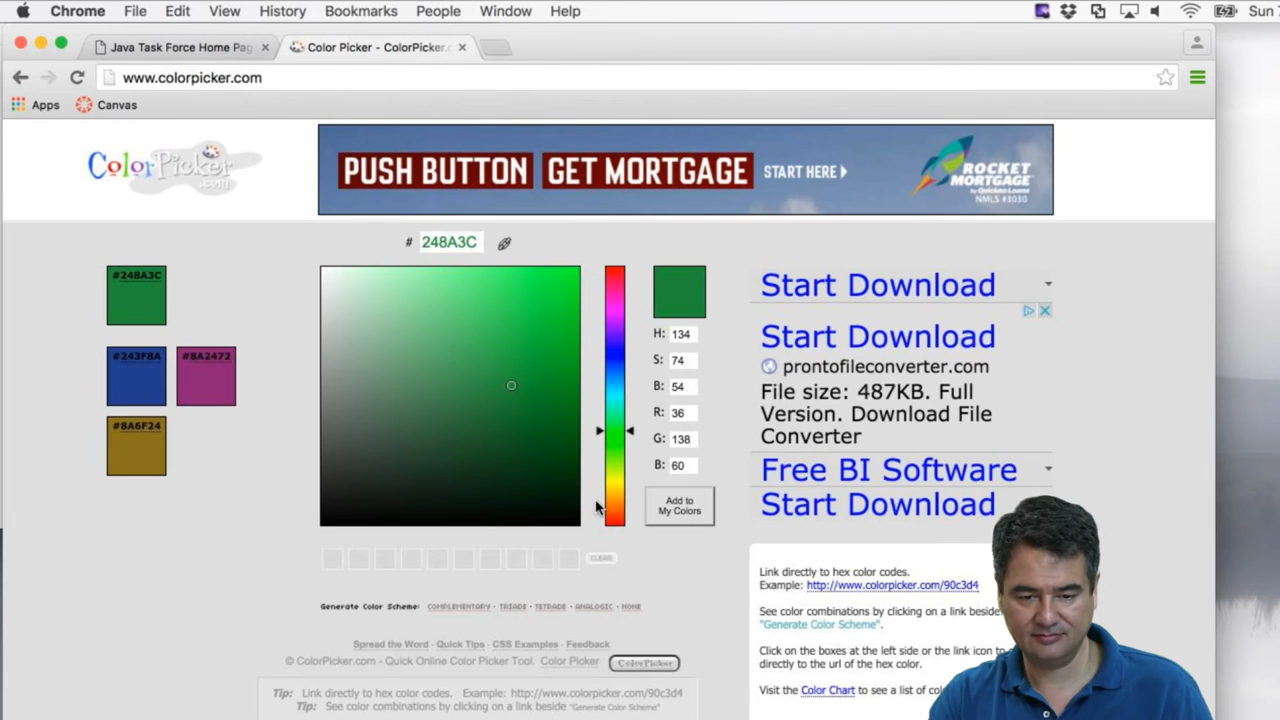 Chrome File Edit View History Bookmarks People Window Help Sun
Java Task Force Home Pag Color Picker - ColorPicker.c
www.colorpicker.com
Apps Canvas
ColorPicker .com
PUSH BUTTON GET MORTGAGE START HERE
ROCKET MORTGAGE
by Quicken Loans
NMLS #3030
# 248A3C
#248A3C
#243F8A #8A2472
#8A6F24
H: 134
S: 74
B: 54
R: 36
G: 138
B: 60
Add to
My Colors
CLEAR
Generate Color Scheme: COMPLEMENTARY · TRIADE · TETRADE · ANALOGIC · NONE
Spread the Word · Quick Tips · CSS Examples · Feedback
© ColorPicker.com - Quick Online Color Picker Tool. Color Picker ColorPicker
Tip: Link directly to hex color codes. Example: http://www.colorpicker.com/90c3d4
Tip: See color combinations by clicking on a link beside "Generate Color Scheme"
Start Download
Start Download
prontofileconverter.com
File size: 487KB. Full
Version. Download File
Converter
Free BI Software
Start Download
Link directly to hex color codes.
Example: http://www.colorpicker.com/90c3d4
See color combinations by clicking on a link beside
"Generate Color Scheme".
Click on the boxes at the left side or the link icon to
directly to the url of the hex color.
Visit the Color Chart to see a list of